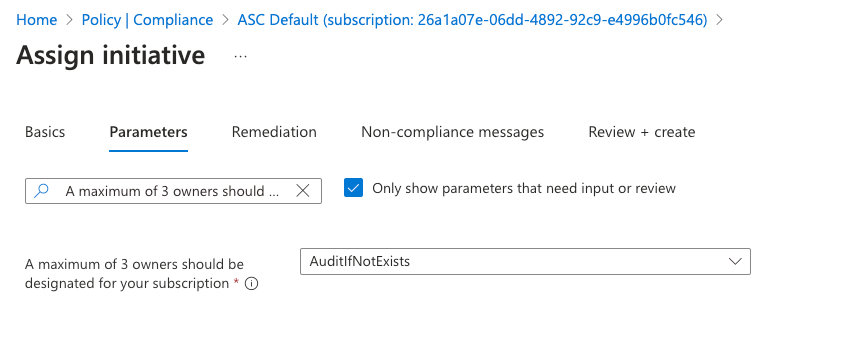 Home > Policy | Compliance > ASC Default (subscription: 26a1a07e-06dd-4892-92c9-e4996b0fc546) >
Assign initiative ...
Basics Parameters Remediation Non-compliance messages Review + create
A maximum of 3 owners should ... Only show parameters that need input or review
A maximum of 3 owners should be
designated for your subscription *
AuditIfNotExists